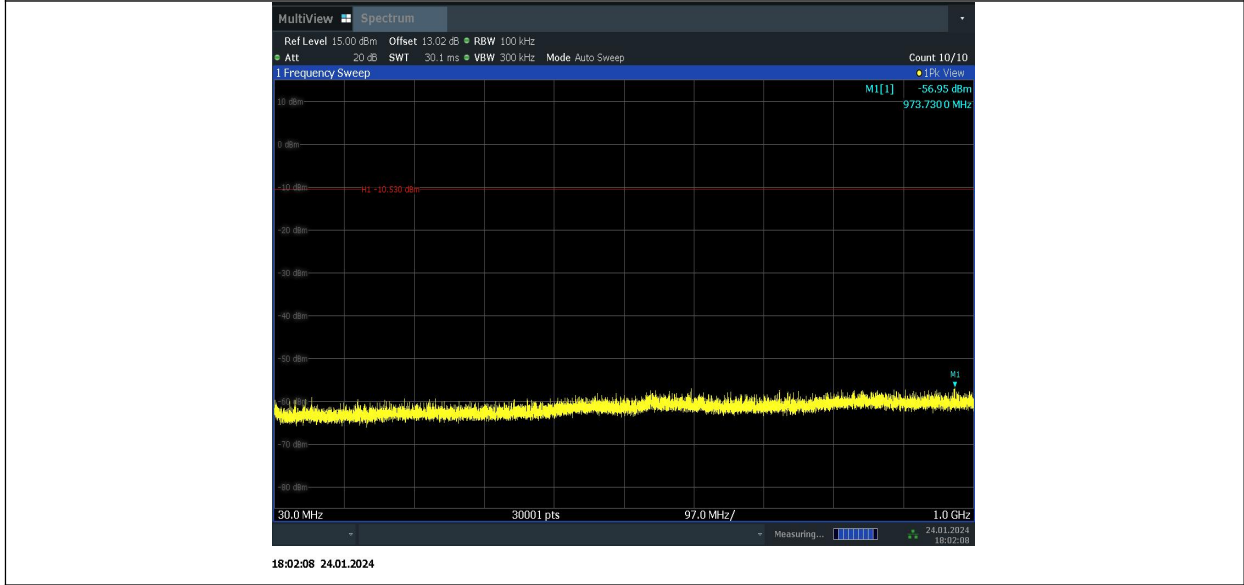 MultiView Spectrum
Ref Level 15.00 dBm Offset 13.02 dB RBW 100 kHz
Att 20 dB SWT 30.1 ms VBW 300 kHz Mode Auto Sweep Count 10/10
1 Frequency Sweep 1Pk View
M1[1] -56.95 dBm
973.7300 MHz
10 dBm
0 dBm
-10 dBm
H1 -10.530 dBm
-20 dBm
-30 dBm
-40 dBm
-50 dBm
M1
-60 dBm
-70 dBm
-80 dBm
30.0 MHz 30001 pts 97.0 MHz/ 1.0 GHz
Measuring... 24.01.2024
18:02:08
18:02:08 24.01.2024